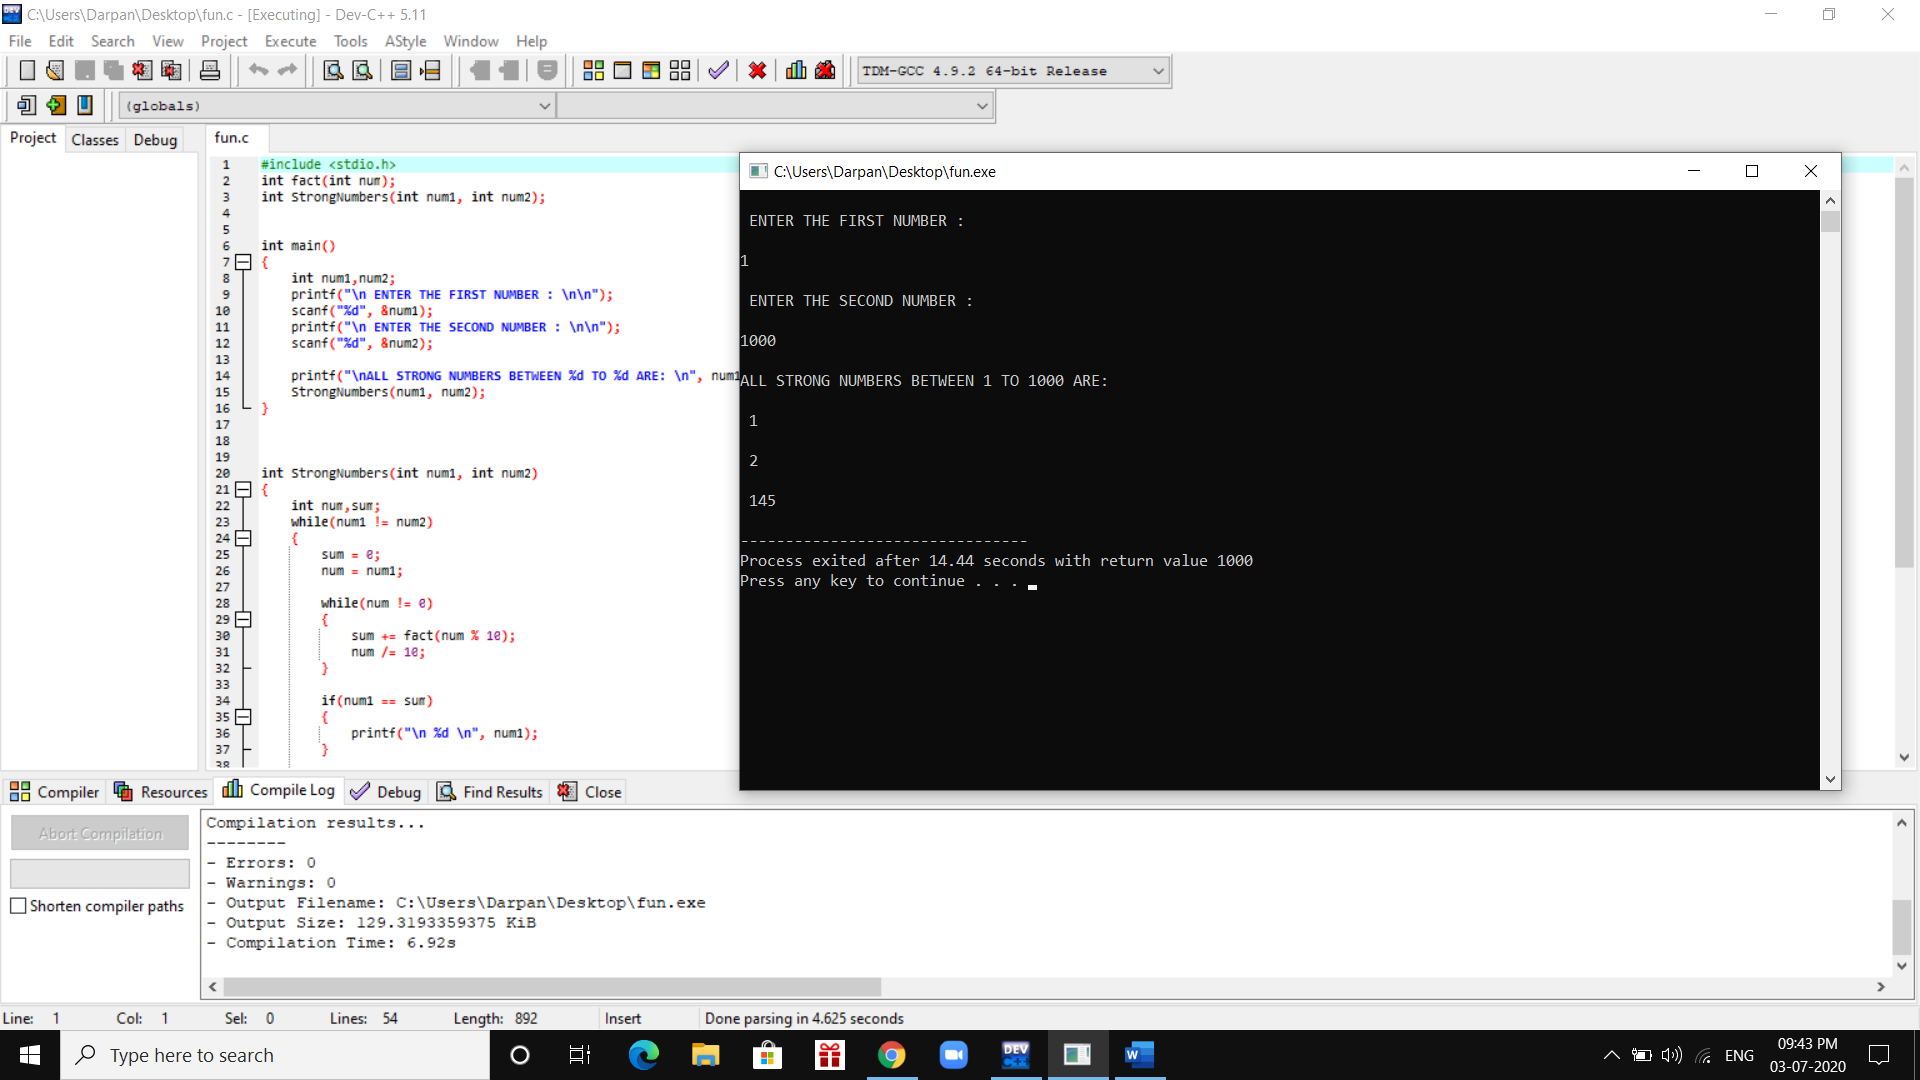 C:\Users\Darpan\Desktop\fun.c - [Executing] - Dev-C++ 5.11
File Edit Search View Project Execute Tools AStyle Window Help
TDM-GCC 4.9.2 64-bit Release
(globals)
Project Classes Debug
fun.c
1 #include <stdio.h>
2 int fact(int num);
3 int StrongNumbers(int num1, int num2);
4
5
6 int main()
7 {
8 int num1,num2;
9 printf("\n ENTER THE FIRST NUMBER : \n\n");
10 scanf("%d", &num1);
11 printf("\n ENTER THE SECOND NUMBER : \n\n");
12 scanf("%d", &num2);
13
14 printf("\nALL STRONG NUMBERS BETWEEN %d TO %d ARE: \n", num1
15 StrongNumbers(num1, num2);
16 }
17
18
19
20 int StrongNumbers(int num1, int num2)
21 {
22 int num,sum;
23 while(num1 != num2)
24 {
25 sum = 0;
26 num = num1;
27
28 while(num != 0)
29 {
30 sum += fact(num % 10);
31 num /= 10;
32 }
33
34 if(num1 == sum)
35 {
36 printf("\n %d \n", num1);
37 }
38
C:\Users\Darpan\Desktop\fun.exe
ENTER THE FIRST NUMBER :
1
ENTER THE SECOND NUMBER :
1000
ALL STRONG NUMBERS BETWEEN 1 TO 1000 ARE:
1
2
145
--------------------------------
Process exited after 14.44 seconds with return value 1000
Press any key to continue . . .
Compiler Resources Compile Log Debug Find Results Close
Abort Compilation
Shorten compiler paths
Compilation results...
--------
- Errors: 0
- Warnings: 0
- Output Filename: C:\Users\Darpan\Desktop\fun.exe
- Output Size: 129.3193359375 KiB
- Compilation Time: 6.92s
Line: 1 Col: 1 Sel: 0 Lines: 54 Length: 892 Insert Done parsing in 4.625 seconds
Type here to search
DEV C++
W
ENG
09:43 PM
03-07-2020